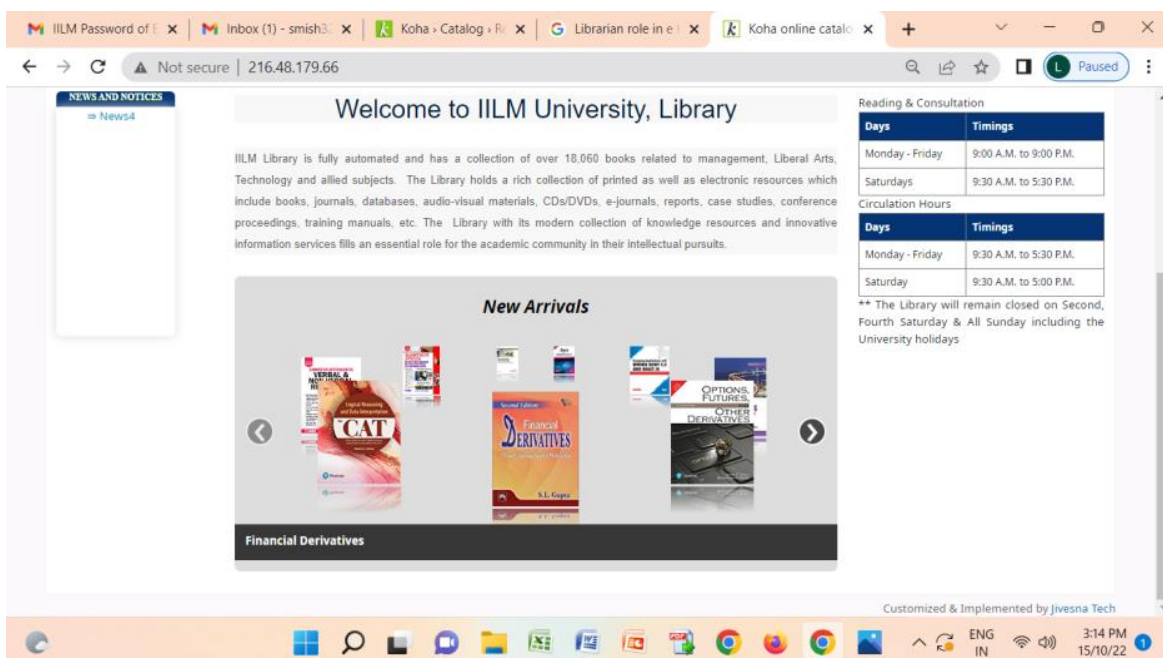 IILM Password of E
Inbox (1) - smish3
Koha › Catalog › Re
Librarian role in e
Koha online catalo
Not secure | 216.48.179.66
L Paused
NEWS AND NOTICES
⇒ News4
Welcome to IILM University, Library
IILM Library is fully automated and has a collection of over 18,060 books related to management, Liberal Arts,
Technology and allied subjects. The Library holds a rich collection of printed as well as electronic resources which
include books, journals, databases, audio-visual materials, CDs/DVDs, e-journals, reports, case studies, conference
proceedings, training manuals, etc. The Library with its modern collection of knowledge resources and innovative
information services fills an essential role for the academic community in their intellectual pursuits.
New Arrivals
VERBAL &
Logical Reasoning
and Data Interpretation
CAT
Pearson
Second Edition
Financial
DERIVATIVES
S.L. Gupta
OPTIONS,
FUTURES,
OTHER
DERIVATIVES
Financial Derivatives
Reading & Consultation
Days Timings
Monday - Friday 9:00 A.M. to 9:00 P.M.
Saturdays 9:30 A.M. to 5:30 P.M.
Circulation Hours
Days Timings
Monday - Friday 9:30 A.M. to 5:30 P.M.
Saturday 9:30 A.M. to 5:00 P.M.
** The Library will remain closed on Second,
Fourth Saturday & All Sunday including the
University holidays
Customized & Implemented by Jivesna Tech
ENG
IN
3:14 PM
15/10/22
1